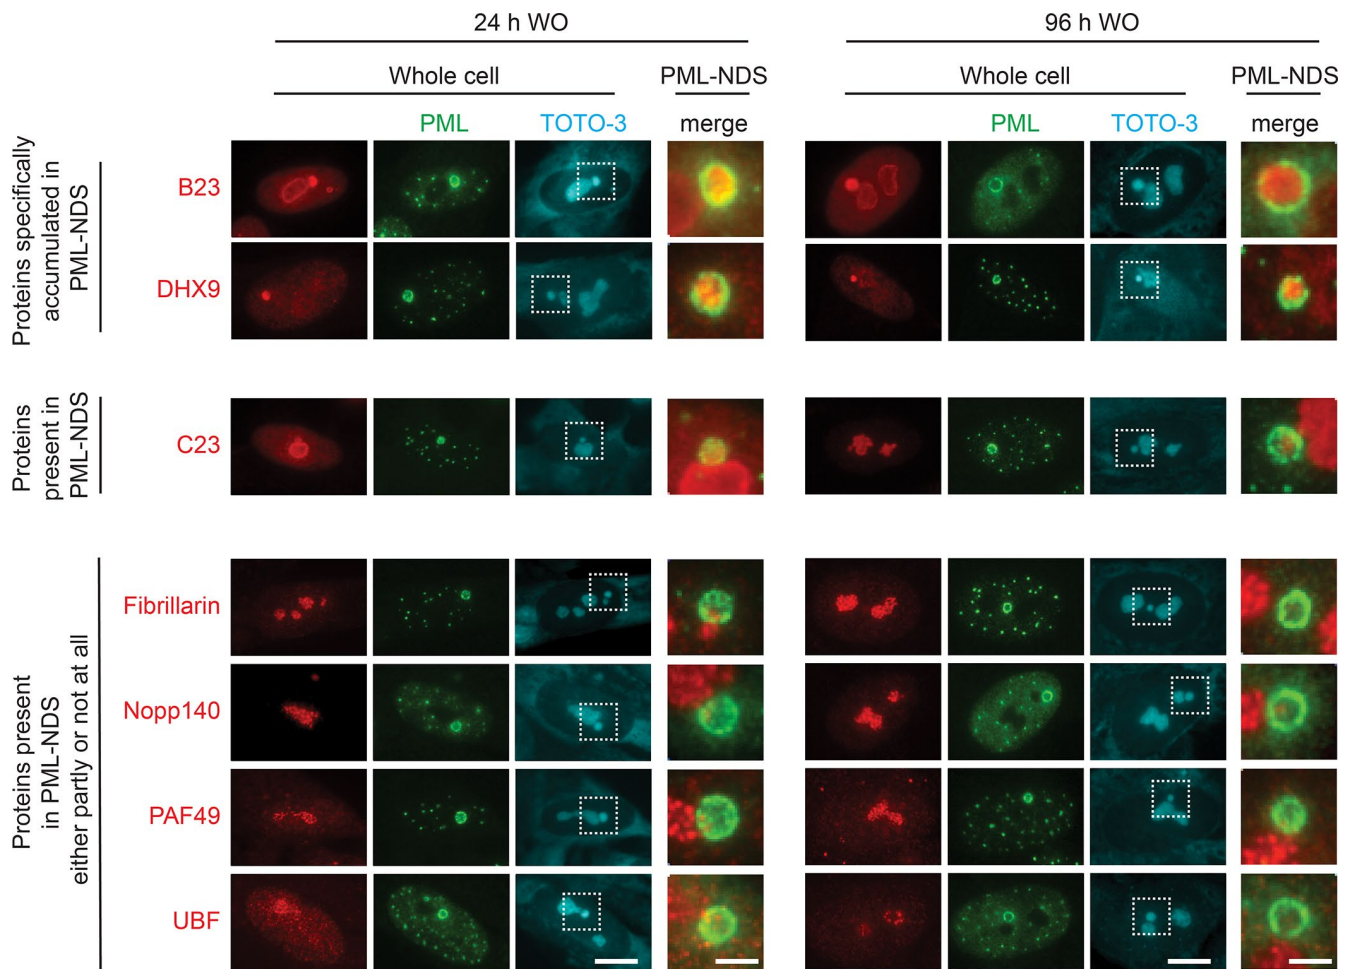 24 h WO
96 h WO
Whole cell
PML-NDS
Whole cell
PML-NDS
PML
TOTO-3
merge
PML
TOTO-3
merge
Proteins specifically
accumulated in
PML-NDS
B23
DHX9
Proteins
present in
PML-NDS
C23
Proteins present
in PML-NDS
either partly or not at all
Fibrillarin
Nopp140
PAF49
UBF